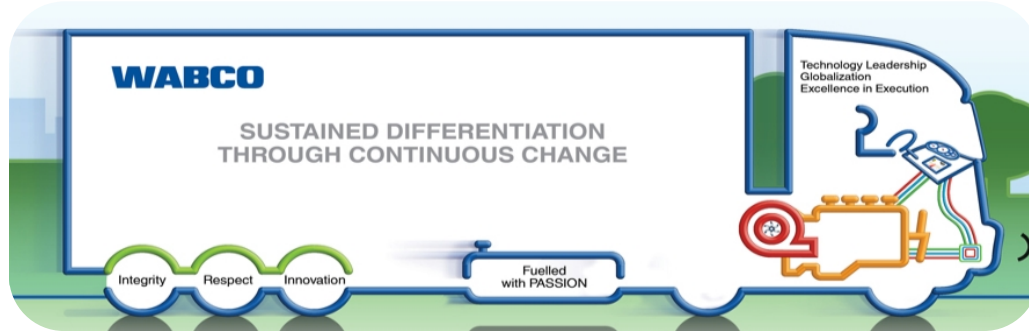 WABCO
SUSTAINED DIFFERENTIATION
THROUGH CONTINUOUS CHANGE
Technology Leadership
Globalization
Excellence in Execution
Integrity
Respect
Innovation
Fuelled
with PASSION